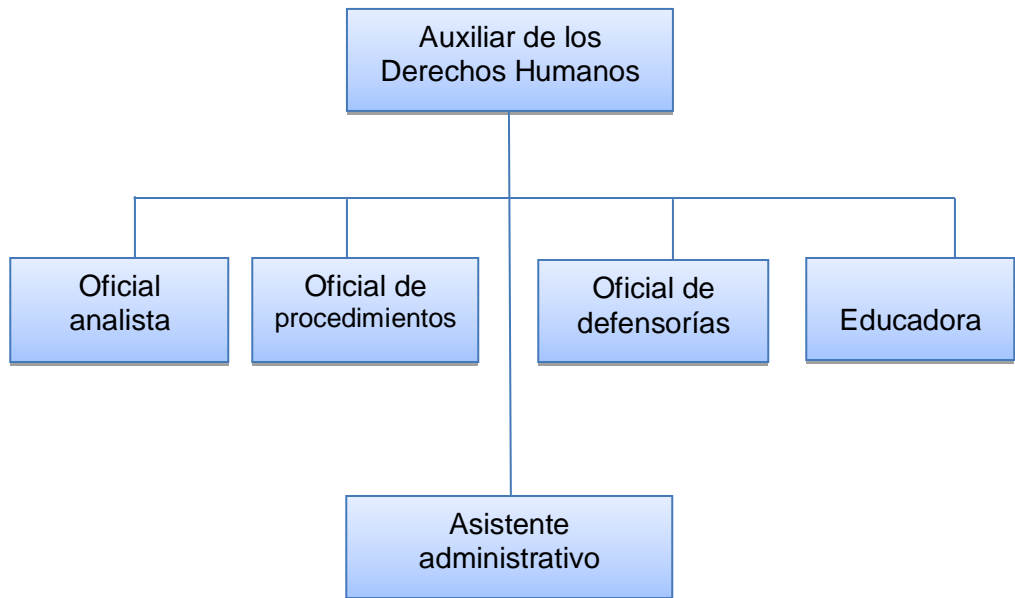 Auxiliar de los
Derechos Humanos
Oficial
analista
Oficial de
procedimientos
Oficial de
defensorías
Educadora
Asistente
administrativo